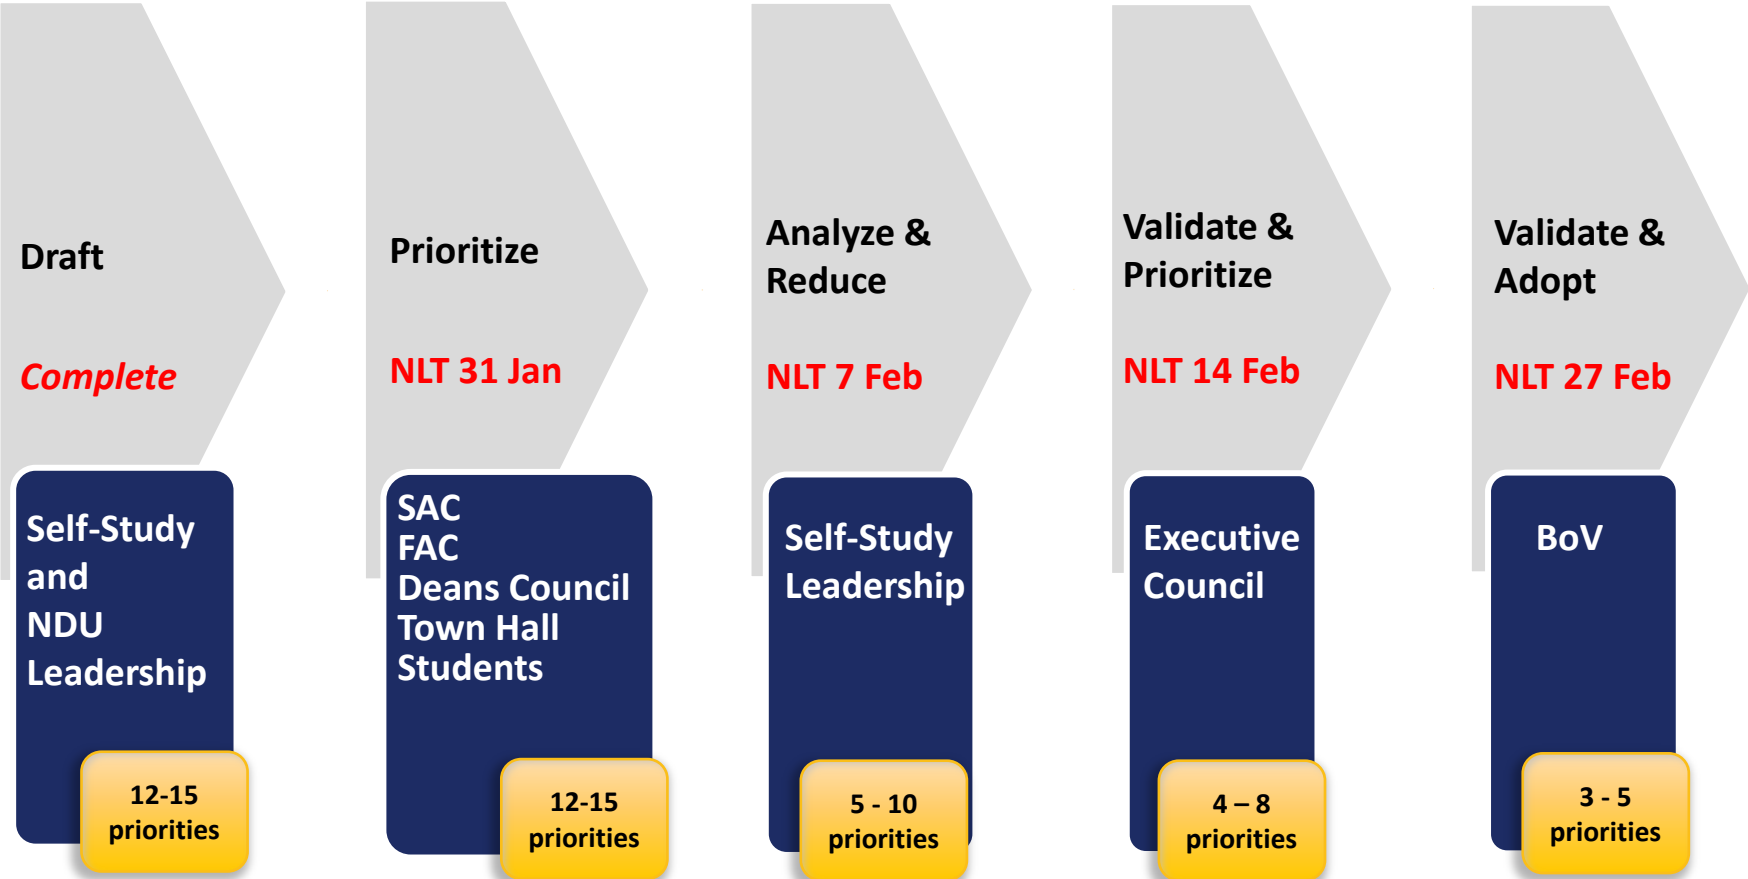 Draft
Complete
Self-Study
and
NDU
Leadership
12-15
priorities
Prioritize
NLT 31 Jan
SAC
FAC
Deans Council
Town Hall
Students
12-15
priorities
Analyze &
Reduce
NLT 7 Feb
Self-Study
Leadership
5 - 10
priorities
Validate &
Prioritize
NLT 14 Feb
Executive
Council
4 – 8
priorities
Validate &
Adopt
NLT 27 Feb
BoV
3 - 5
priorities